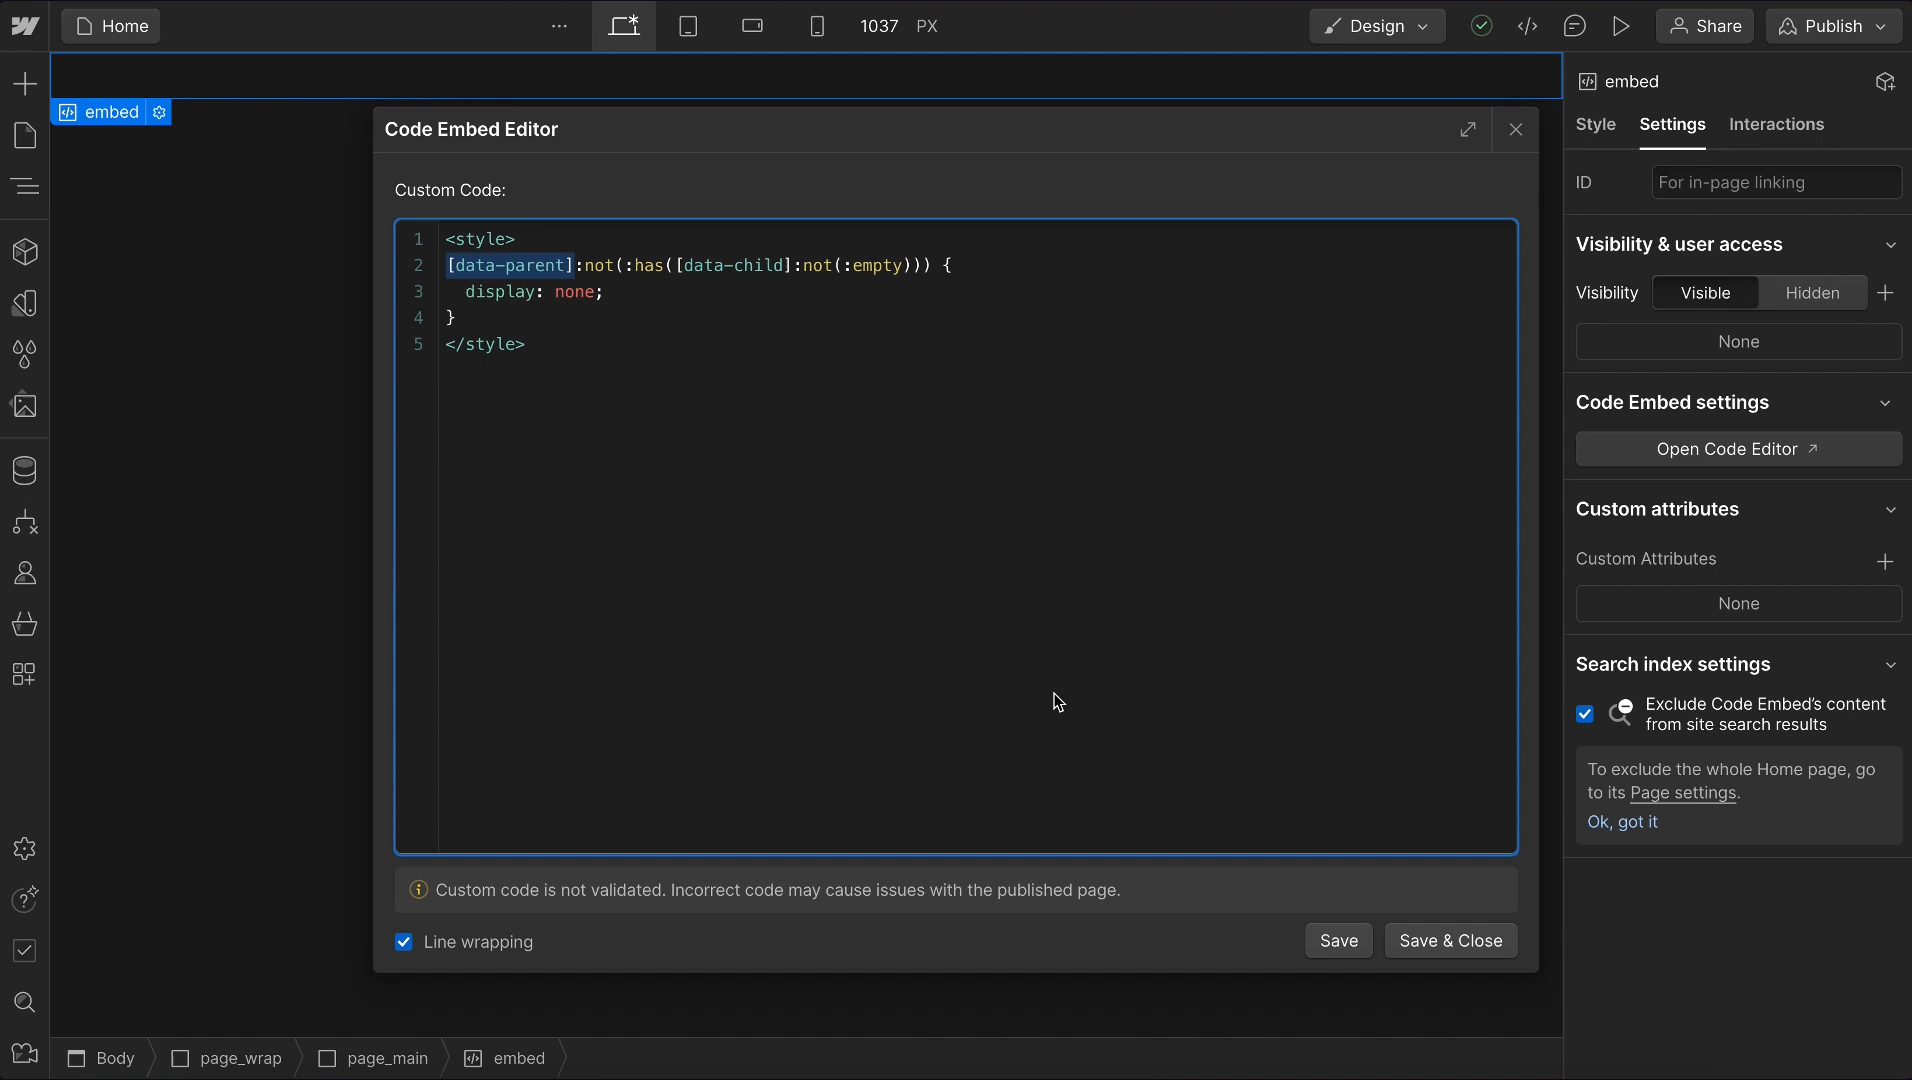 Home
1037 PX
Design
Share
Publish
embed
Code Embed Editor
Custom Code:
1 <style>
2 [data-parent]:not(:has([data-child]:not(:empty))) {
3 display: none;
4 }
5 </style>
Custom code is not validated. Incorrect code may cause issues with the published page.
Line wrapping
Save
Save & Close
embed
Style Settings Interactions
ID For in-page linking
Visibility & user access
Visibility Visible Hidden
None
Code Embed settings
Open Code Editor
Custom attributes
Custom Attributes
None
Search index settings
Exclude Code Embed's content
from site search results
To exclude the whole Home page, go
to its Page settings.
Ok, got it
Body page_wrap page_main embed